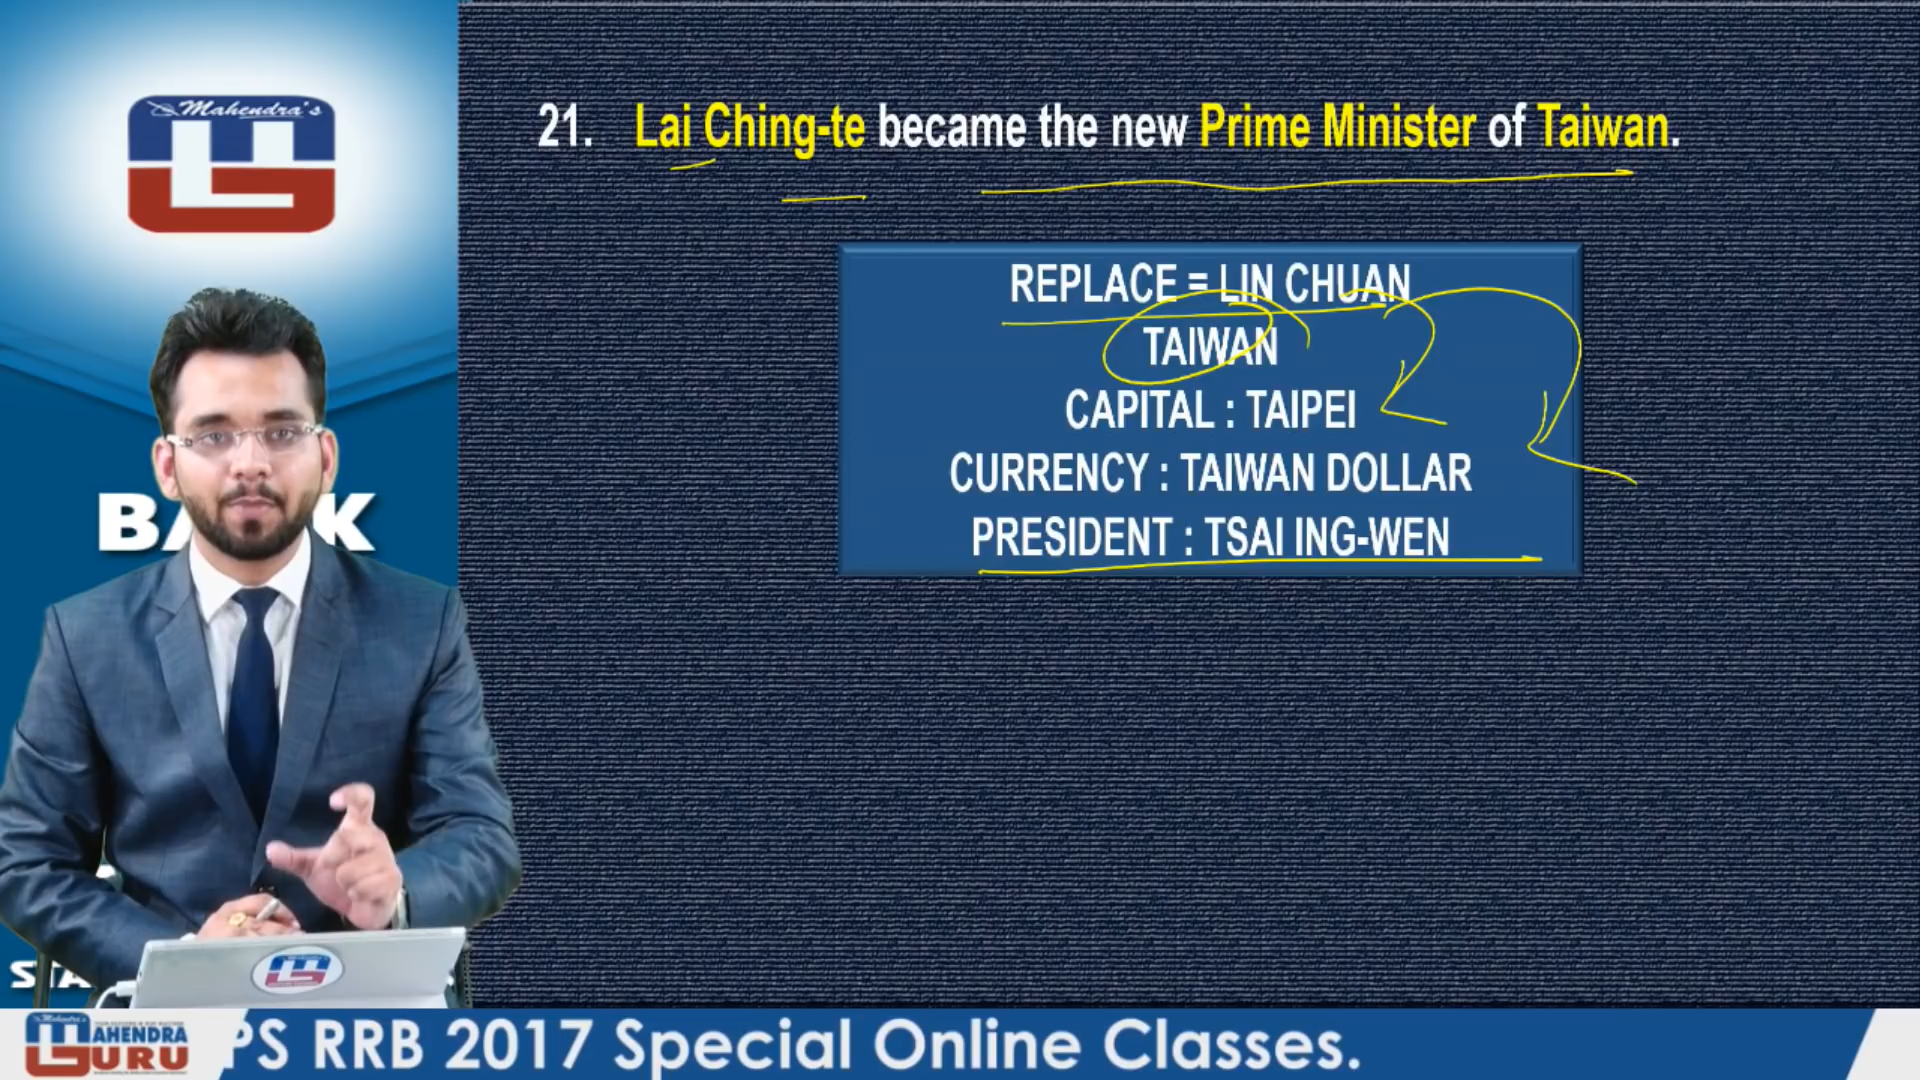 Mahendra's
21. Lai Ching-te became the new Prime Minister of Taiwan.
REPLACE = LIN CHUAN
TAIWAN
CAPITAL : TAIPEI
CURRENCY : TAIWAN DOLLAR
PRESIDENT : TSAI ING-WEN
Mahendra's
AHENDRA
GURU
PS RRB 2017 Special Online Classes.